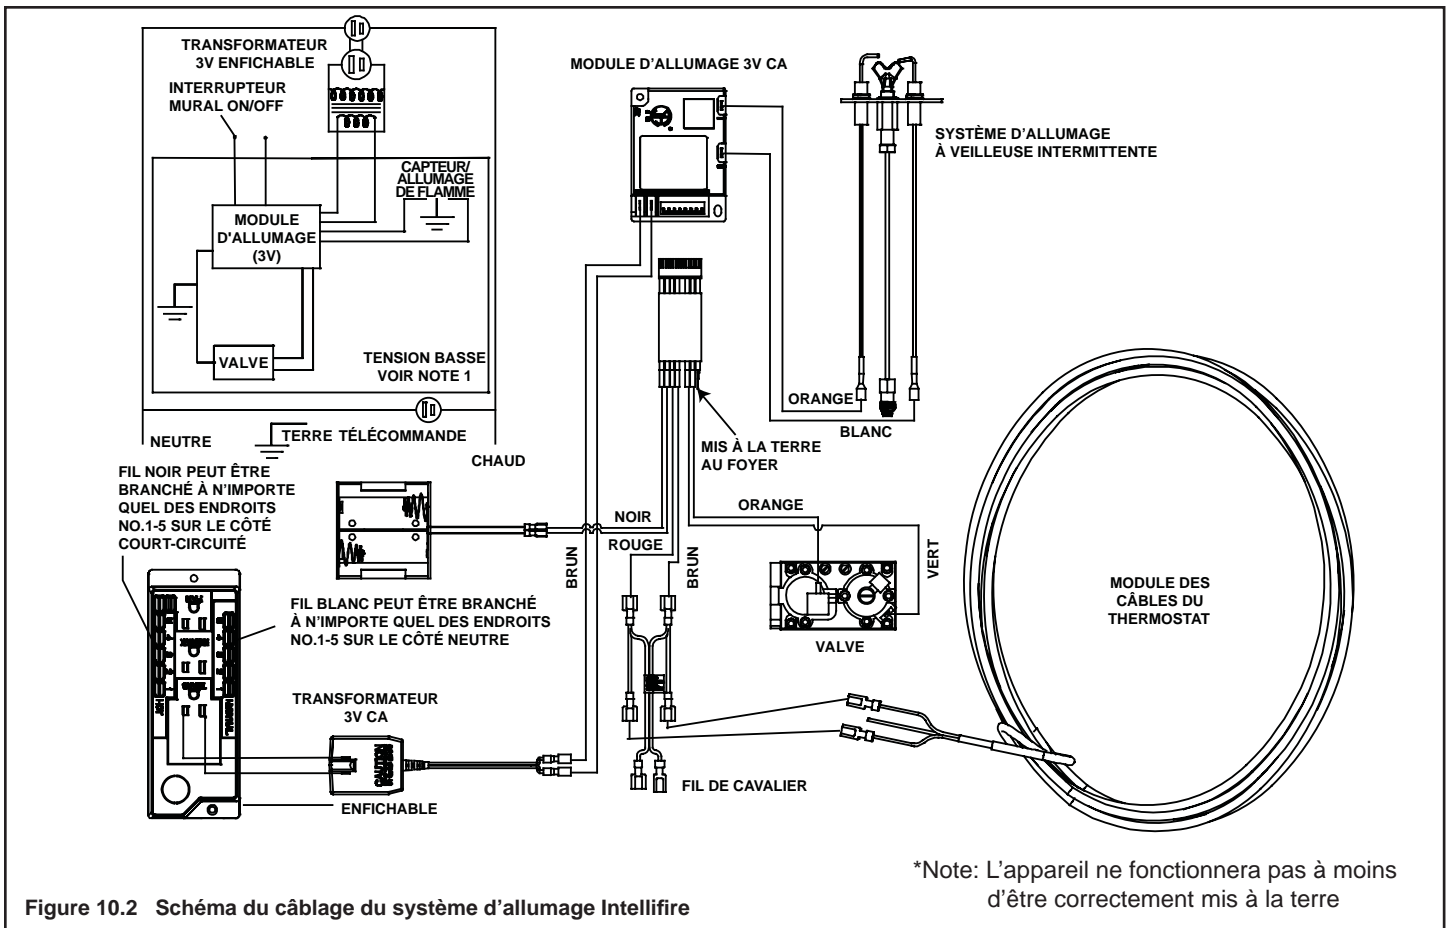 TRANSFORMATEUR
3V ENFICHABLE
INTERRUPTEUR
MURAL ON/OFF
CAPTEUR/
ALLUMAGE
DE FLAMME
MODULE
D'ALLUMAGE
(3V)
VALVE
TENSION BASSE
VOIR NOTE 1
NEUTRE
TERRE TÉLÉCOMMANDE
CHAUD
MODULE D'ALLUMAGE 3V CA
SYSTÈME D'ALLUMAGE
À VEILLEUSE INTERMITTENTE
ORANGE
BLANC
MIS À LA TERRE
AU FOYER
FIL NOIR PEUT ÊTRE
BRANCHÉ À N'IMPORTE
QUEL DES ENDROITS
NO.1-5 SUR LE CÔTÉ
COURT-CIRCUITÉ
NOIR
ROUGE
BRUN
BRUN
ORANGE
VERT
VALVE
FIL BLANC PEUT ÊTRE BRANCHÉ
À N'IMPORTE QUEL DES ENDROITS
NO.1-5 SUR LE CÔTÉ NEUTRE
TRANSFORMATEUR
3V CA
ENFICHABLE
FIL DE CAVALIER
MODULE DES
CÂBLES DU
THERMOSTAT
*Note: L'appareil ne fonctionnera pas à moins
d'être correctement mis à la terre
Figure 10.2 Schéma du câblage du système d'allumage Intellifire